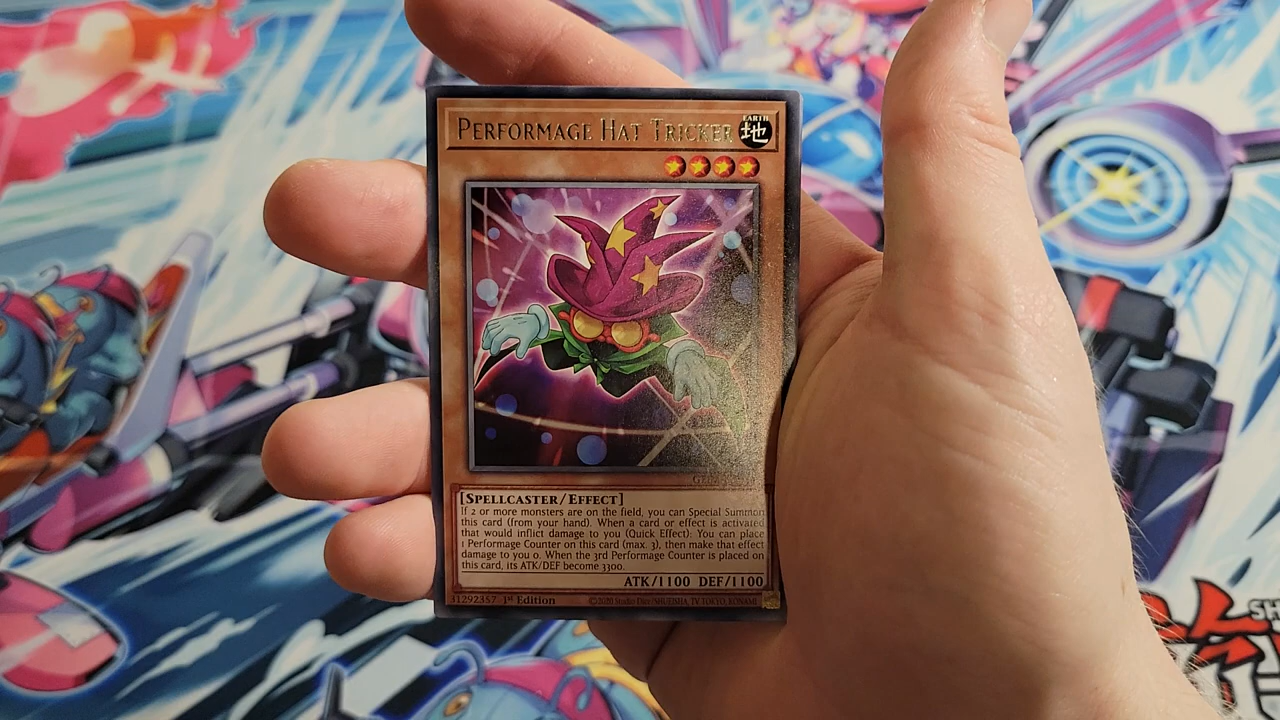 PERFORMAGE HAT TRICKER
EARTH
地
[SPELLCASTER/EFFECT]
If 2 or more monsters are on the field, you can Special Summon
this card (from your hand). When a card or effect is activated
that would inflict damage to you (Quick Effect): You can place
1 Performage Counter on this card (max. 3), then make that effect
damage to you 0. When the 3rd Performage Counter is placed on
this card, its ATK/DEF become 3300.
ATK/1100 DEF/1100
31292357 1st Edition
©2020 Studio Dice/SHUEISHA, TV TOKYO, KONAMI
SH